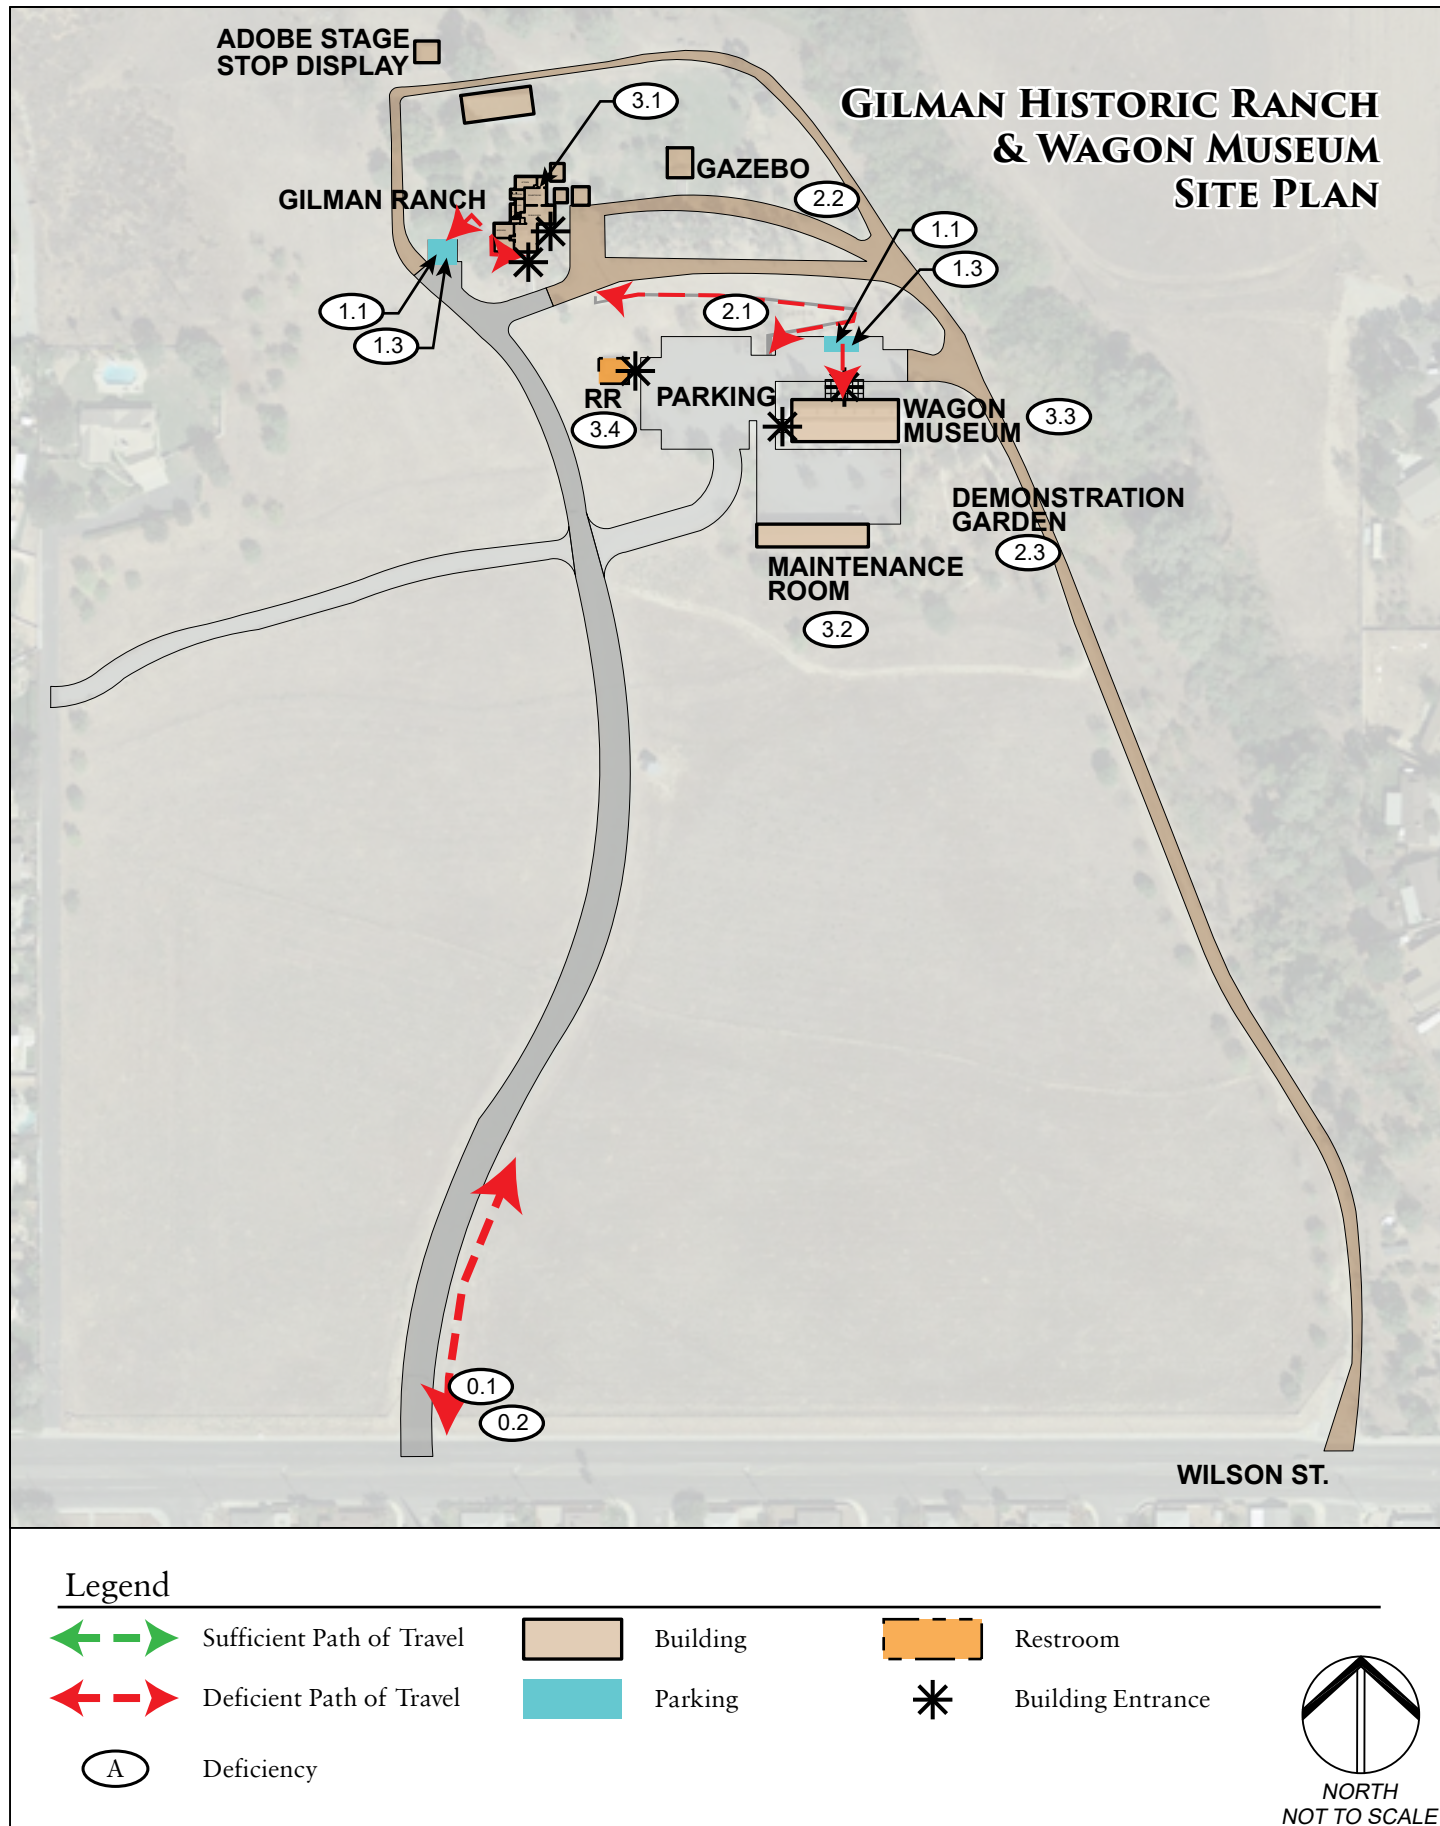 ADOBE STAGE
STOP DISPLAY
GILMAN HISTORIC RANCH
& WAGON MUSEUM
SITE PLAN
3.1
GAZEBO
GILMAN RANCH
2.2
1.1
1.3
1.1
1.3
2.1
RR
3.4
PARKING
WAGON
MUSEUM
3.3
DEMONSTRATION
GARDEN
2.3
MAINTENANCE
ROOM
3.2
0.1
0.2
WILSON ST.
Legend
Sufficient Path of Travel
Building
Restroom
Deficient Path of Travel
Parking
Building Entrance
A
Deficiency
NORTH
NOT TO SCALE